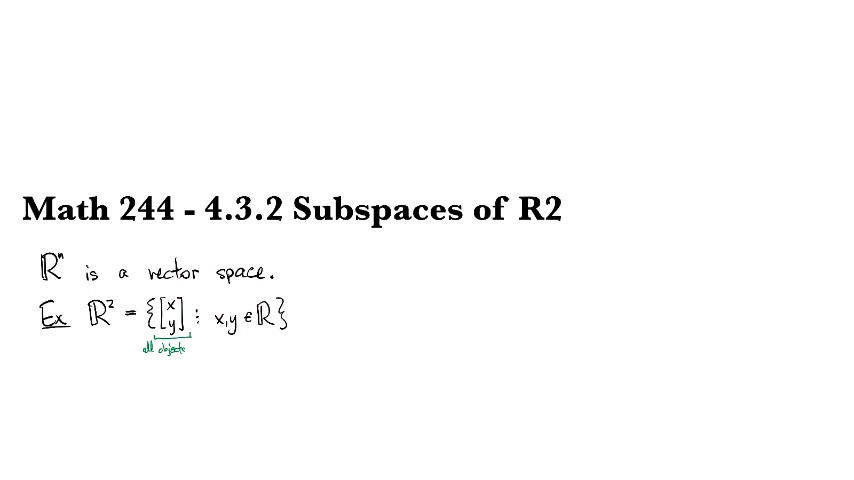 Math 244 - 4.3.2 Subspaces of R2
ℝⁿ is a vector space.
Ex ℝ² = {[x y] : x,y ∈ ℝ}
all objects